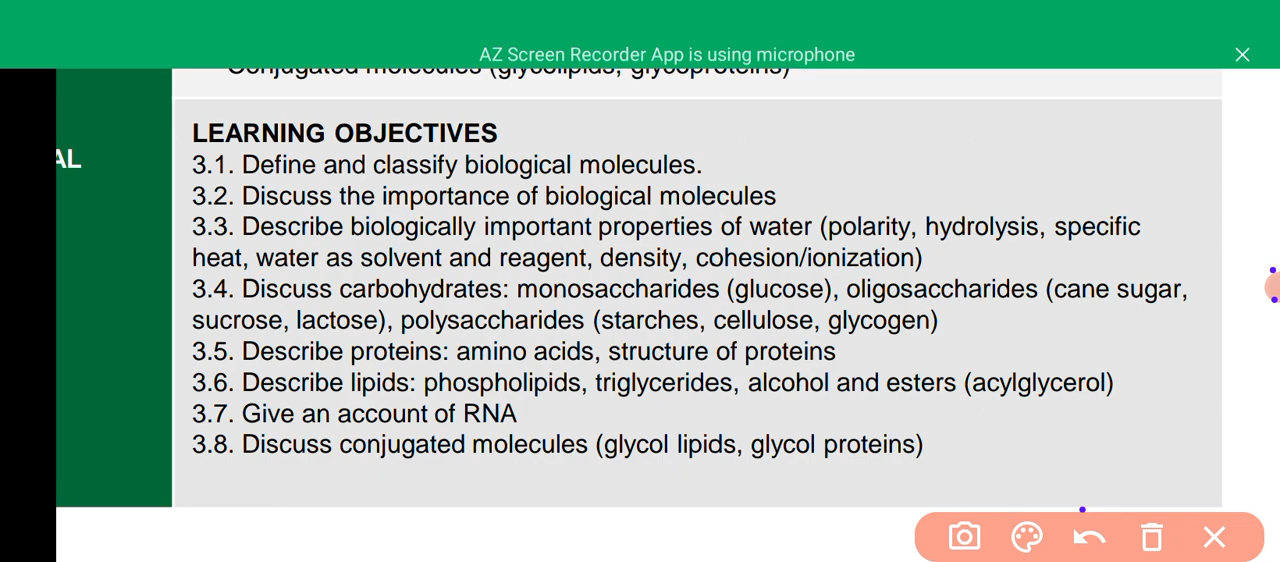 AZ Screen Recorder App is using microphone
Conjugated molecules (glycolipids, glycoproteins)
LEARNING OBJECTIVES
AL
3.1. Define and classify biological molecules.
3.2. Discuss the importance of biological molecules
3.3. Describe biologically important properties of water (polarity, hydrolysis, specific
heat, water as solvent and reagent, density, cohesion/ionization)
3.4. Discuss carbohydrates: monosaccharides (glucose), oligosaccharides (cane sugar,
sucrose, lactose), polysaccharides (starches, cellulose, glycogen)
3.5. Describe proteins: amino acids, structure of proteins
3.6. Describe lipids: phospholipids, triglycerides, alcohol and esters (acylglycerol)
3.7. Give an account of RNA
3.8. Discuss conjugated molecules (glycol lipids, glycol proteins)